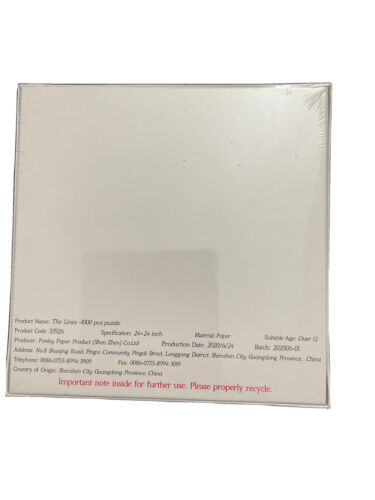 Product Name: The Lines -1000 pcs puzzle
Product Code: 33926 Specification: 24*24 inch Material: Paper Suitable Age: Over 12
Producer: Panley Paper Product (Shen Zhen) Co.Ltd Production Date: 2020/6/24 Batch: 202006-01
Address: No.8 Shunjing Road, Pingxi Community, Pingdi Street, Longgang District, Shenzhen City, Guangdong Province, China
Telephone: 0086-0755-8994 3909 Fax: 0086-0755-8994 3019
Country of Origin: Shenzhen City, Guangdong Province, China
Important note inside for further use. Please properly recycle.